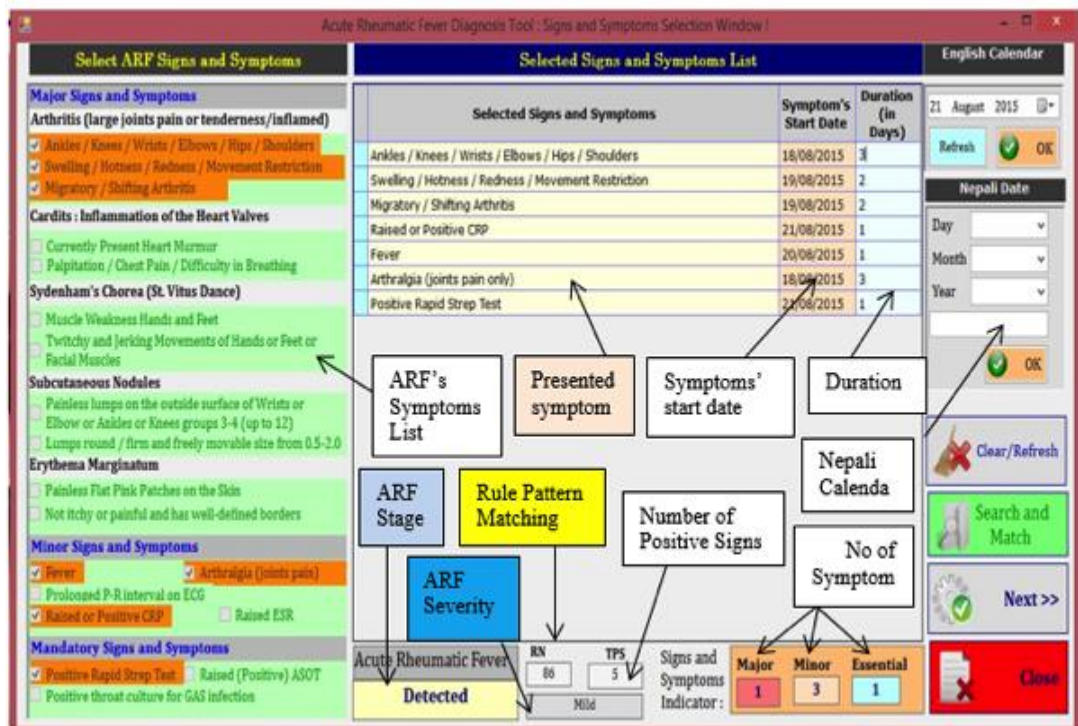 Acute Rheumatic Fever Diagnosis Tool : Signs and Symptoms Selection Window !
Select ARF Signs and Symptoms
Major Signs and Symptoms
Arthritis (large joints pain or tenderness/inflamed)
Ankles / Knees / Wrists / Elbows / Hips / Shoulders
Swelling / Hotness / Redness / Movement Restriction
Migratory / Shifting Arthritis
Cardits : Inflammation of the Heart Valves
Currently Present Heart Murmur
Palpitation / Chest Pain / Difficulty in Breathing
Sydenham's Chorea (St. Vitus Dance)
Muscle Weakness Hands and Feet
Twitchy and Jerking Movements of Hands or Feet or
Facial Muscles
Subcutaneous Nodules
Painless lumps on the outside surface of Wrists or
Elbow or Ankles or Knees groups 3-4 (up to 12)
Lumps round / firm and freely movable size from 0.5-2.0
Erythema Marginatum
Painless Flat Pink Patches on the Skin
Not itchy or painful and has well-defined borders
Minor Signs and Symptoms
Fever Arthralgia (joints pain)
Prolonged P-R interval on ECG
Raised or Positive CRP Raised ESR
Mandatory Signs and Symptoms
Positive Rapid Strep Test Raised (Positive) ASOT
Positive throat culture for GAS infection
Selected Signs and Symptoms List
Selected Signs and Symptoms Symptom's Start Date Duration (in Days)
Ankles / Knees / Wrists / Elbows / Hips / Shoulders 18/08/2015 3
Swelling / Hotness / Redness / Movement Restriction 19/08/2015 2
Migratory / Shifting Arthritis 19/08/2015 2
Raised or Positive CRP 21/08/2015 1
Fever 20/08/2015 1
Arthralgia (joints pain only) 18/08/2015 3
Positive Rapid Strep Test 21/08/2015 1
ARF's
Symptoms
List
Presented
symptom
Symptoms'
start date
Duration
ARF
Stage
Rule Pattern
Matching
Number of
Positive Signs
Nepali
Calenda
No of
Symptom
ARF
Severity
Acute Rheumatic Fever
Detected
RN TPS
86 5
Mild
Signs and
Symptoms
Indicator :
Major Minor Essential
1 3 1
English Calendar
21 August 2015
Refresh OK
Nepali Date
Day
Month
Year
OK
Clear/Refresh
Search and
Match
Next >>
Close